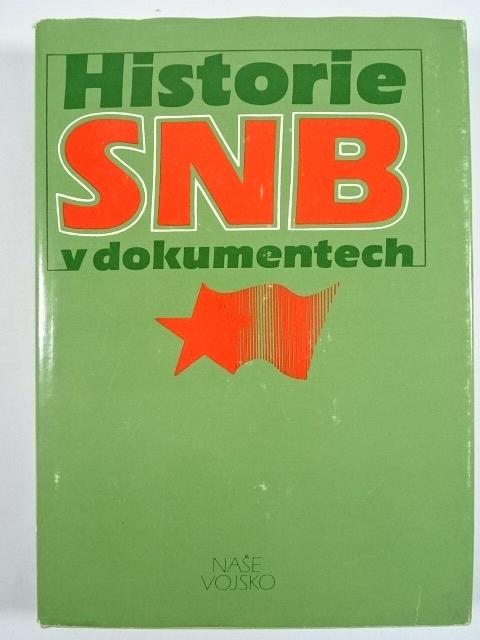 Historie
SNB
v dokumentech
NAŠE
VOJSKO